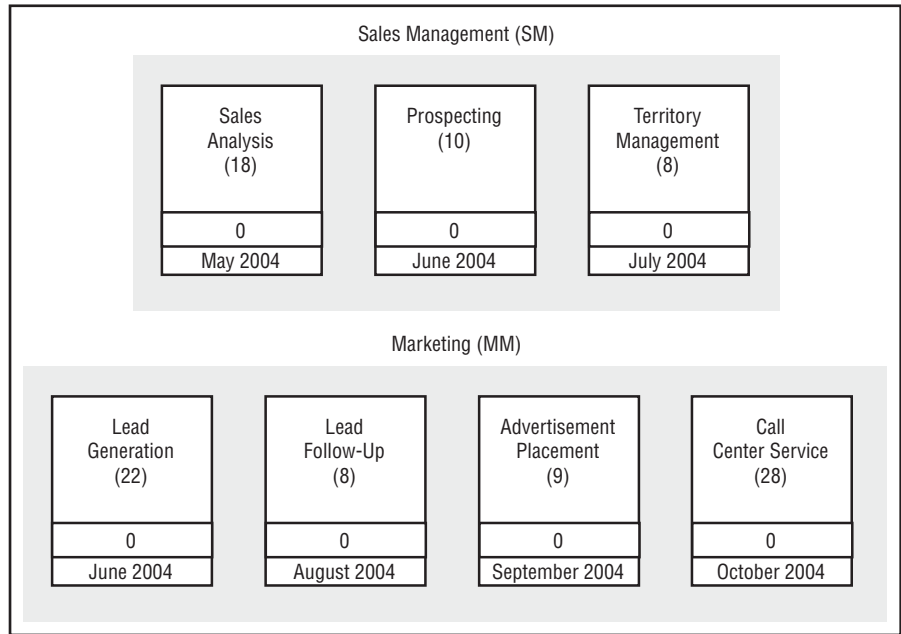 Sales Management (SM)
Sales
Analysis
(18)
0
May 2004
Prospecting
(10)
0
June 2004
Territory
Management
(8)
0
July 2004
Marketing (MM)
Lead
Generation
(22)
0
June 2004
Lead
Follow-Up
(8)
0
August 2004
Advertisement
Placement
(9)
0
September 2004
Call
Center Service
(28)
0
October 2004